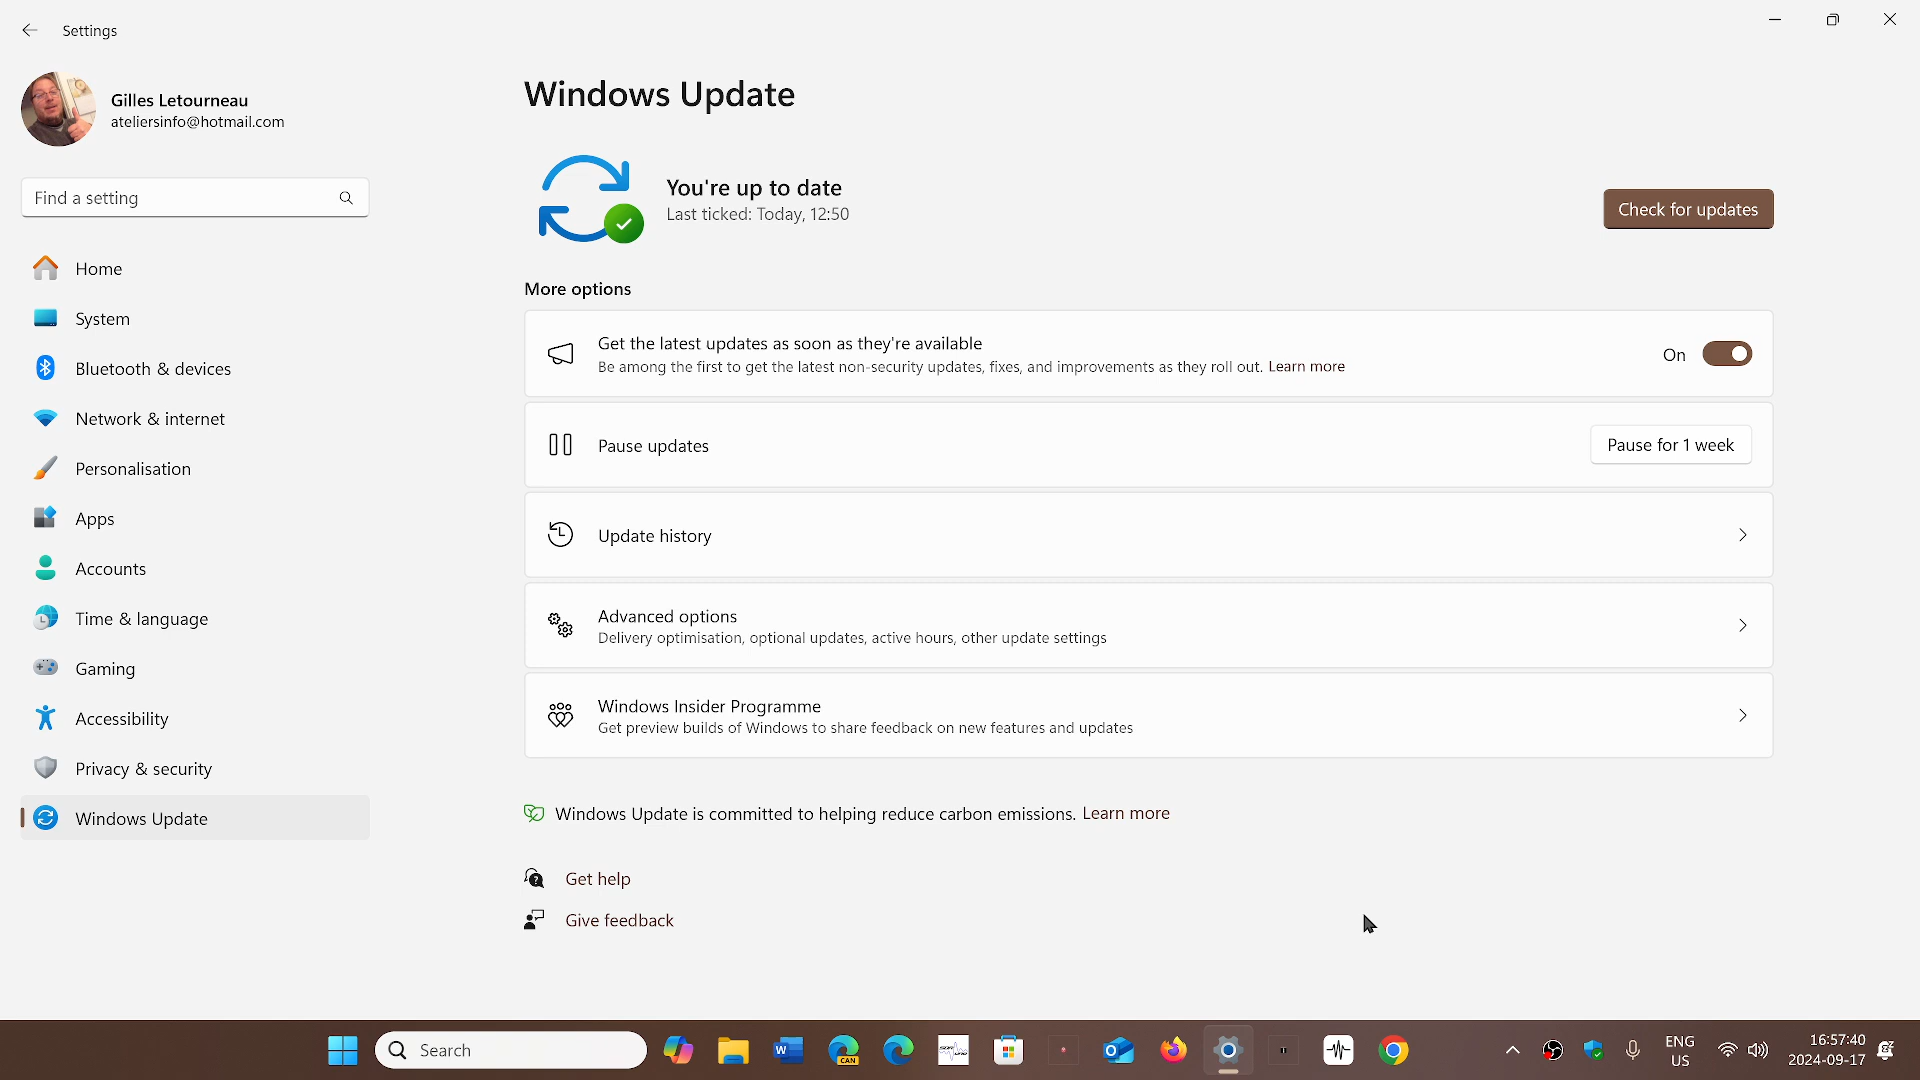 Settings
Gilles Letourneau
ateliersinfo@hotmail.com
Find a setting
Home
System
Bluetooth & devices
Network & internet
Personalisation
Apps
Accounts
Time & language
Gaming
Accessibility
Privacy & security
Windows Update
Windows Update
You're up to date
Last ticked: Today, 12:50
Check for updates
More options
Get the latest updates as soon as they're available
Be among the first to get the latest non-security updates, fixes, and improvements as they roll out. Learn more
On
Pause updates
Pause for 1 week
Update history
Advanced options
Delivery optimisation, optional updates, active hours, other update settings
Windows Insider Programme
Get preview builds of Windows to share feedback on new features and updates
Windows Update is committed to helping reduce carbon emissions. Learn more
Get help
Give feedback
Search
CAN
ENG
US
16:57:40
2024-09-17